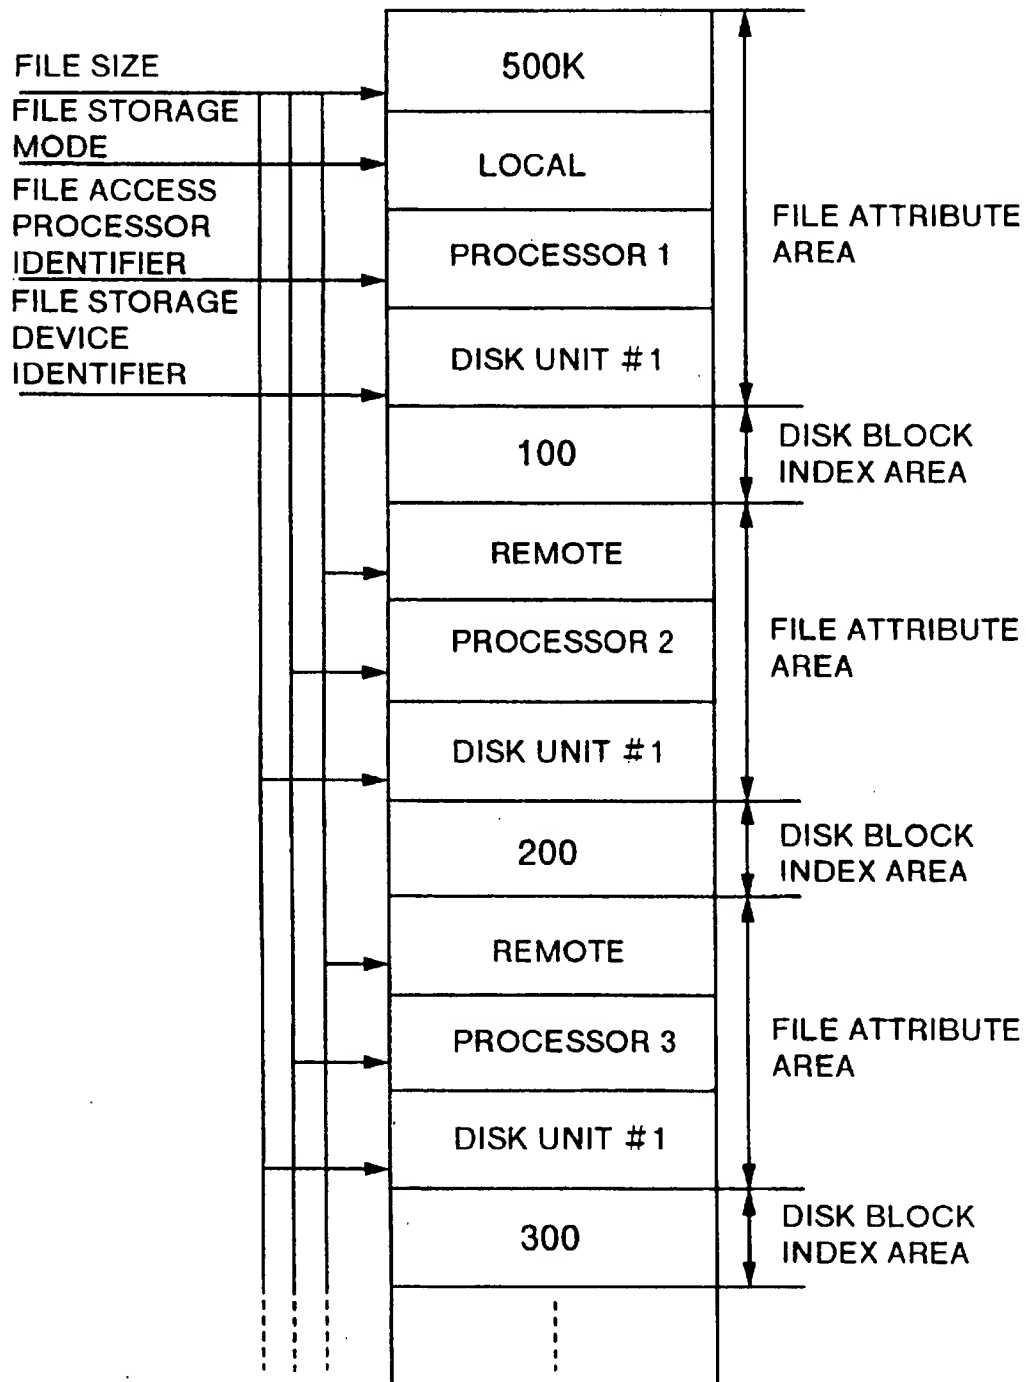 FILE SIZE
FILE STORAGE
MODE
FILE ACCESS
PROCESSOR
IDENTIFIER
FILE STORAGE
DEVICE
IDENTIFIER
500K
LOCAL
PROCESSOR 1
DISK UNIT #1
100
REMOTE
PROCESSOR 2
DISK UNIT #1
200
REMOTE
PROCESSOR 3
DISK UNIT #1
300
FILE ATTRIBUTE
AREA
DISK BLOCK
INDEX AREA
FILE ATTRIBUTE
AREA
DISK BLOCK
INDEX AREA
FILE ATTRIBUTE
AREA
DISK BLOCK
INDEX AREA